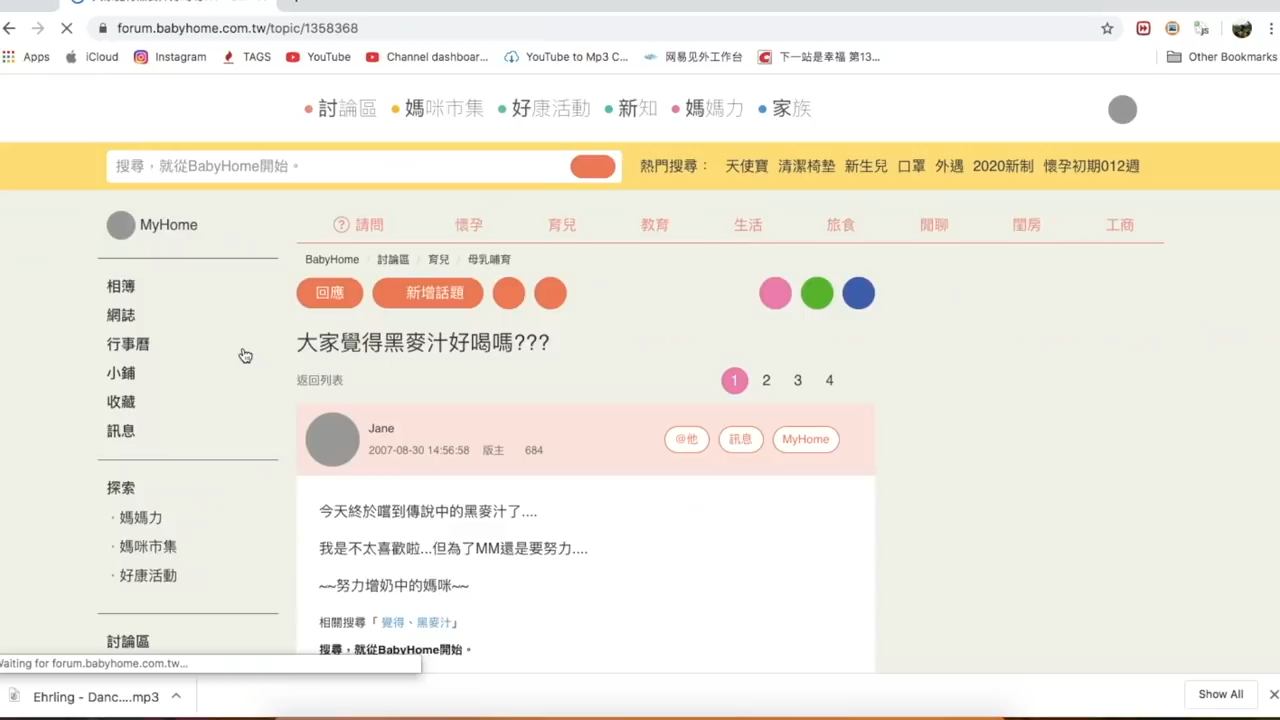 forum.babyhome.com.tw/topic/1358368
Apps iCloud Instagram TAGS YouTube Channel dashboar... YouTube to Mp3 C... 网易见外工作台 下一站是幸福 第13... Other Bookmarks
討論區 媽咪市集 好康活動 新知 媽媽力 家族
搜尋，就從BabyHome開始。 熱門搜尋： 天使寶 清潔椅墊 新生兒 口罩 外遇 2020新制 懷孕初期012週
MyHome
請問 懷孕 育兒 教育 生活 旅食 閒聊 閨房 工商
BabyHome / 討論區 / 育兒 / 母乳哺育
相簿
網誌
行事曆
小鋪
收藏
訊息
探索
· 媽媽力
· 媽咪市集
· 好康活動
討論區
回應 新增話題
大家覺得黑麥汁好喝嗎???
返回列表 1 2 3 4
Jane
2007-08-30 14:56:58 版主 684
@他 訊息 MyHome
今天終於嚐到傳說中的黑麥汁了....
我是不太喜歡啦...但為了MM還是要努力....
~~努力增奶中的媽咪~~
相關搜尋「 覺得、黑麥汁」
搜尋，就從BabyHome開始。
Waiting for forum.babyhome.com.tw...
Ehrling - Danc....mp3 Show All